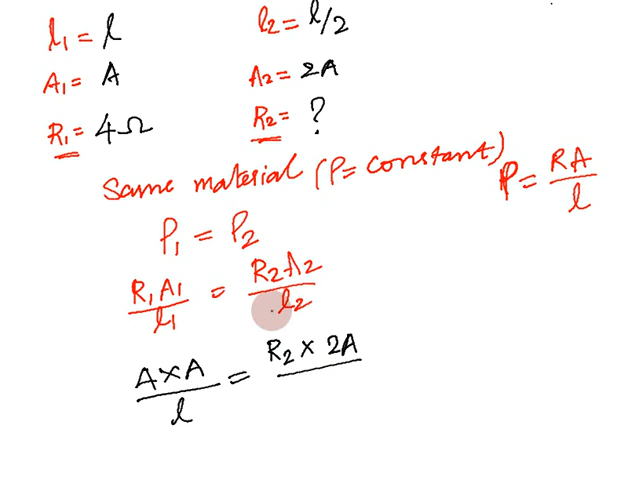 l₁ = l l₂ = l/2
A₁ = A A₂ = 2A
R₁ = 4Ω R₂ = ?
Same material (ρ = constant) ρ = RA/l
ρ₁ = ρ₂
R₁A₁/l₁ = R₂A₂/l₂
A×A/l = R₂ × 2A/